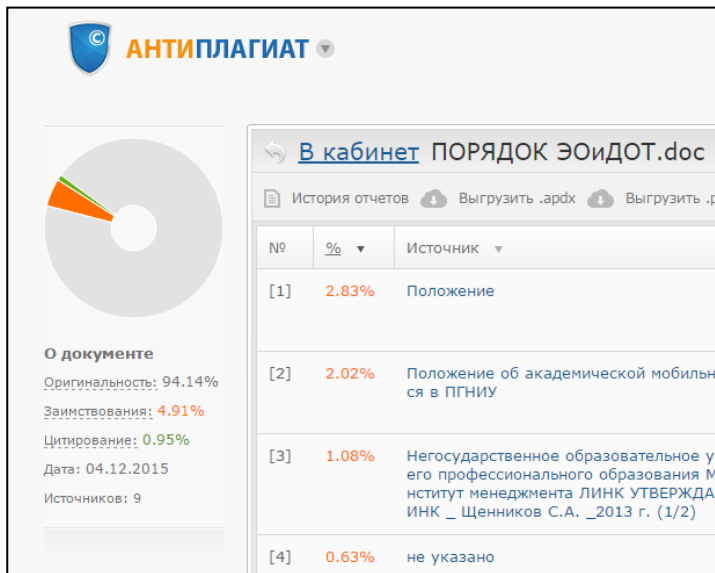 ©
АНТИПЛАГИАТ
В кабинет ПОРЯДОК ЭОиДОТ.doc
История отчетов Выгрузить .apdx Выгрузить
№ % Источник
[1] 2.83% Положение
[2] 2.02% Положение об академической
ся в ПГНИУ
[3] 1.08% Негосударственное образовательное
его профессионального образования
нститут менеджмента ЛИНК
ИНК _ Щенников С.А. _2013 г. (1/2)
[4] 0.63% не указано
О документе
Оригинальность: 94.14%
Заимствования: 4.91%
Цитирование: 0.95%
Дата: 04.12.2015
Источников: 9